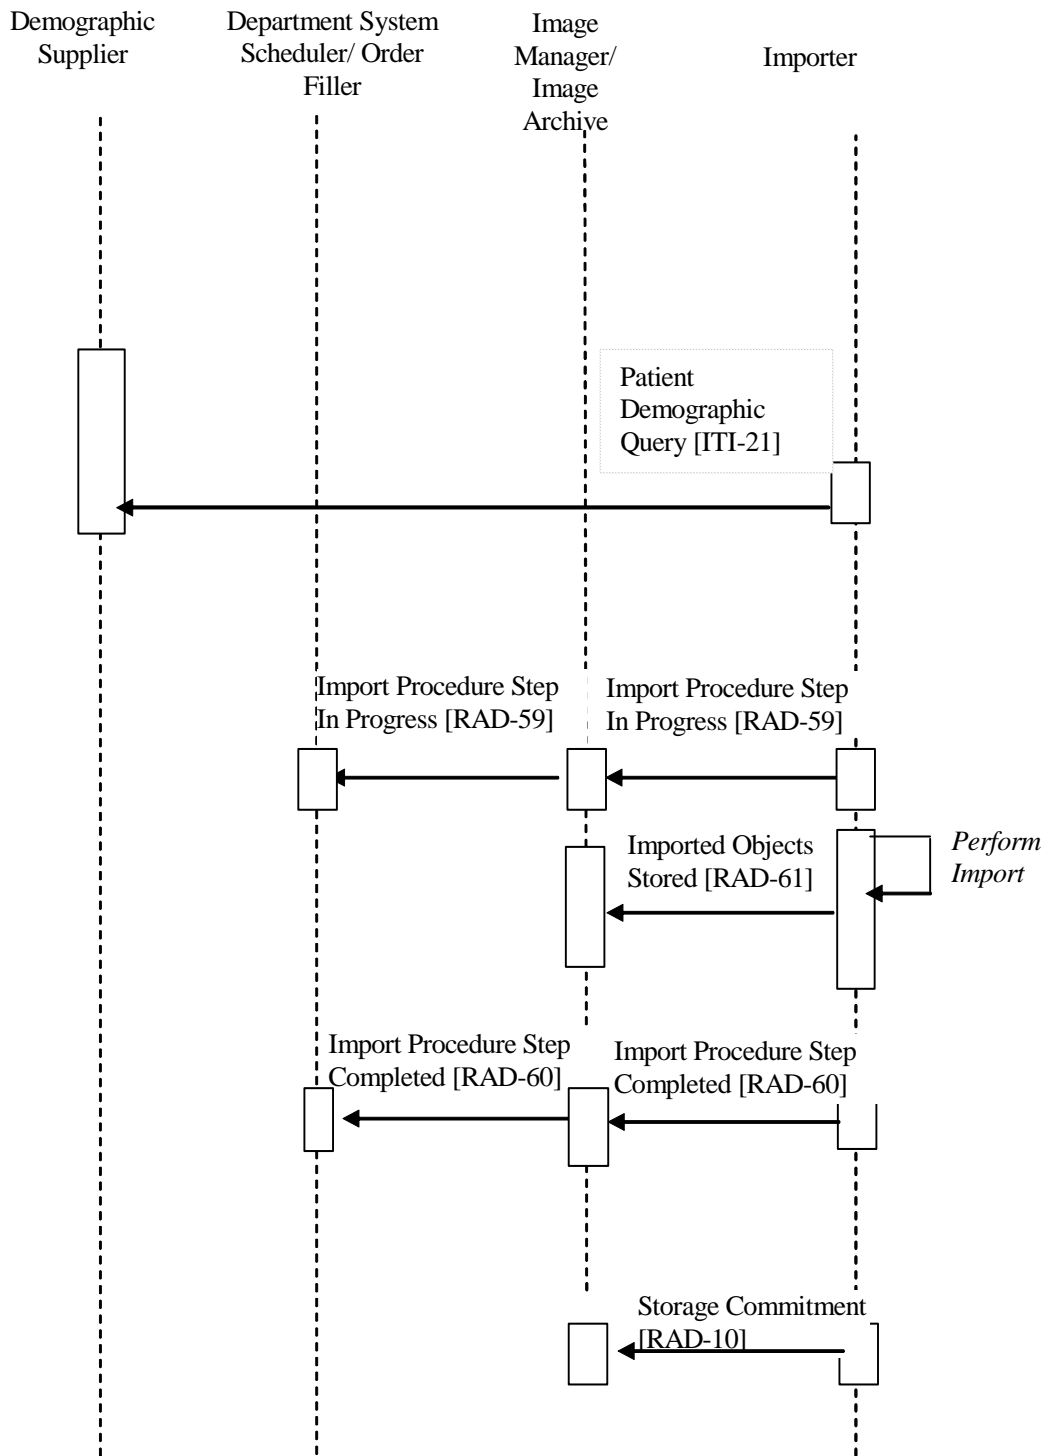 Demographic
Supplier
Department System
Scheduler/ Order
Filler
Image
Manager/
Image
Archive
Importer
Patient
Demographic
Query [ITI-21]
Import Procedure Step
In Progress [RAD-59]
Import Procedure Step
In Progress [RAD-59]
Imported Objects
Stored [RAD-61]
Perform
Import
Import Procedure Step
Completed [RAD-60]
Import Procedure Step
Completed [RAD-60]
Storage Commitment
[RAD-10]